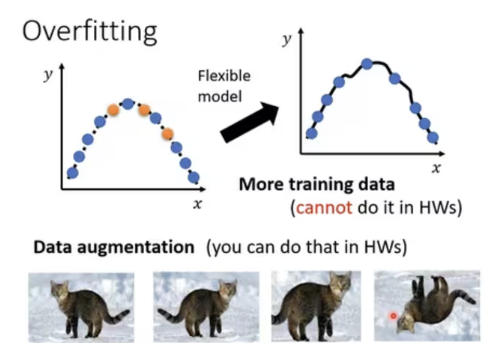 Overfitting
y
x
Flexible
model
y
x
More training data
(cannot do it in HWs)
Data augmentation (you can do that in HWs)